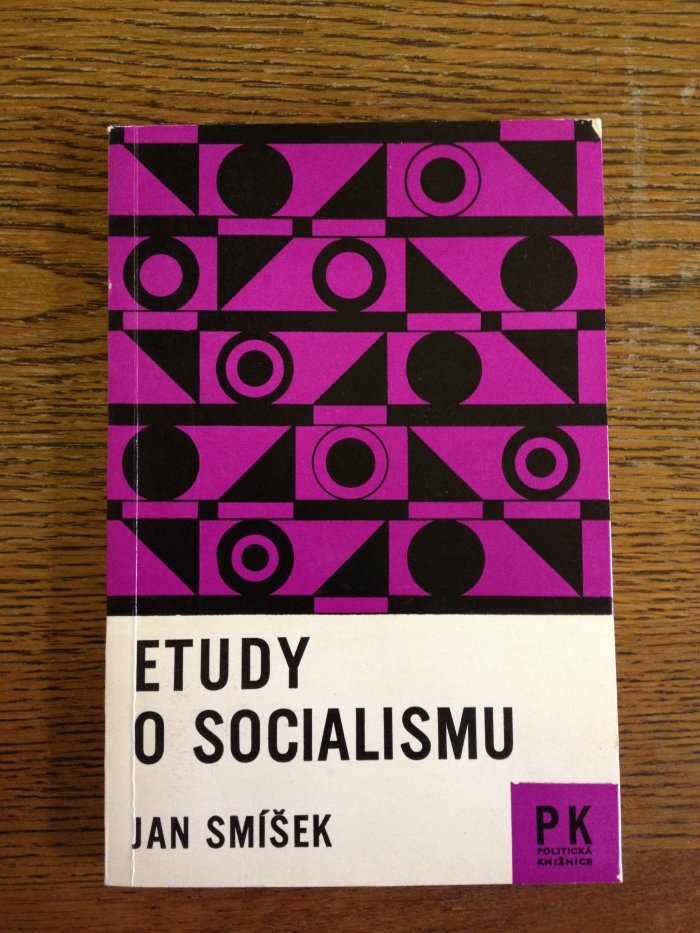 ETUDY
O SOCIALISMU
JAN SMÍŠEK
PK
POLITICKÁ
KNIŽNICE